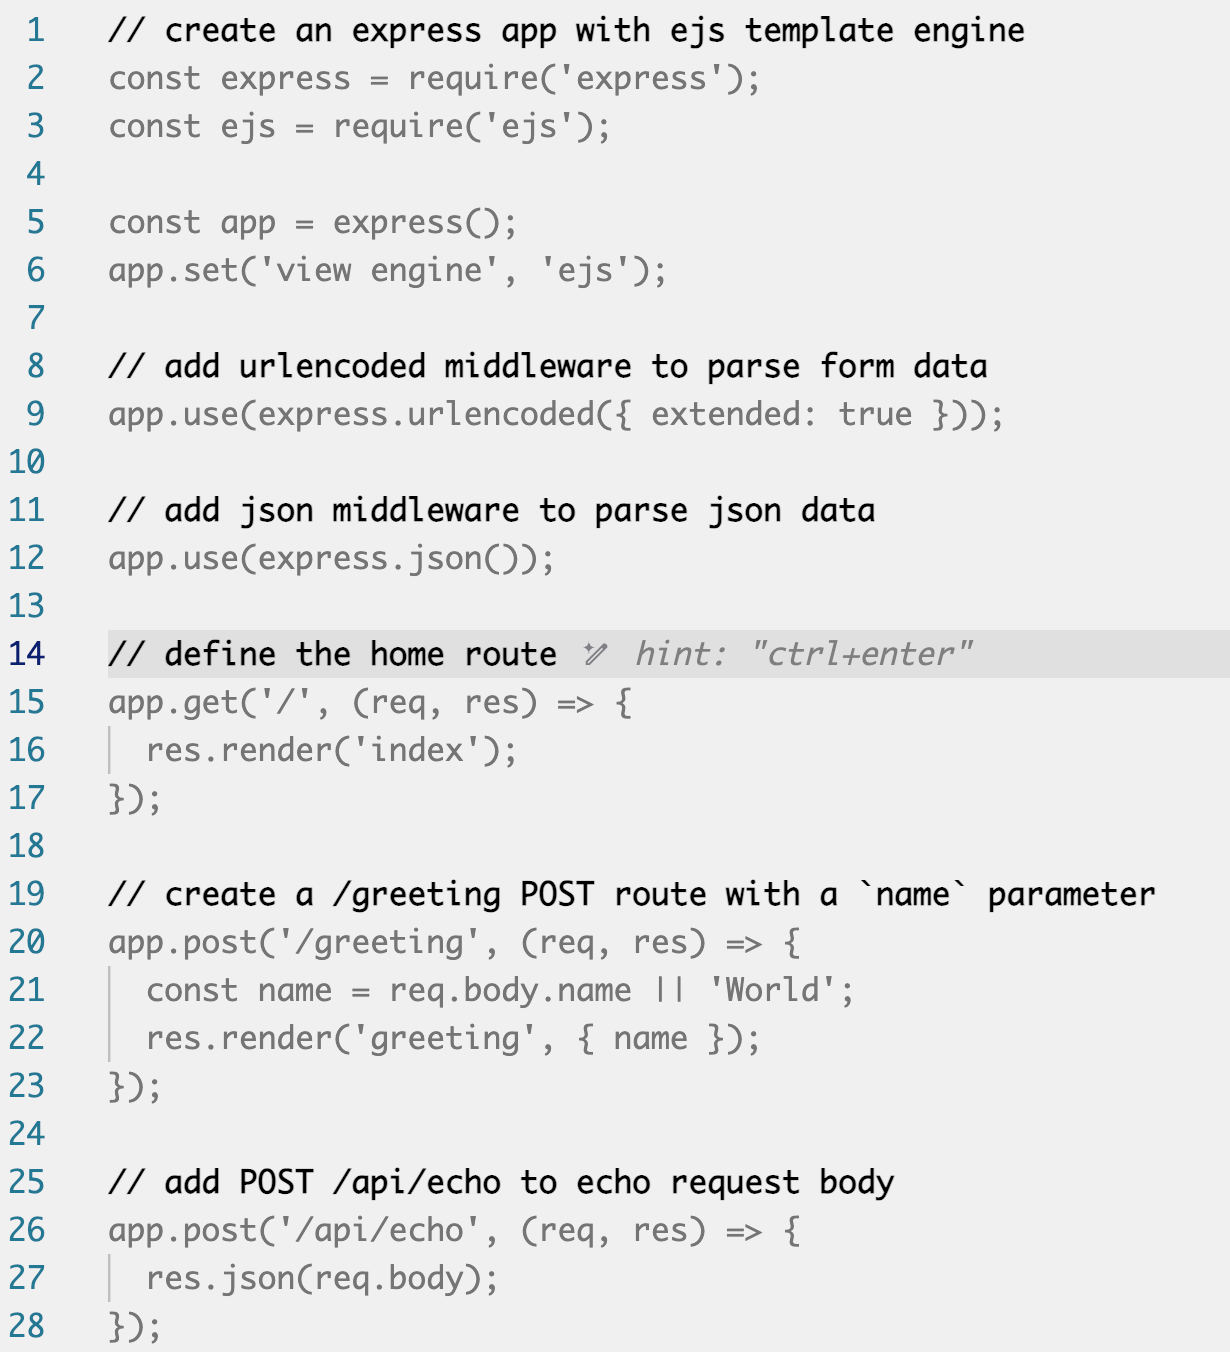 1 // create an express app with ejs template engine
2 const express = require('express');
3 const ejs = require('ejs');
4
5 const app = express();
6 app.set('view engine', 'ejs');
7
8 // add urlencoded middleware to parse form data
9 app.use(express.urlencoded({ extended: true }));
10
11 // add json middleware to parse json data
12 app.use(express.json());
13
14 // define the home route hint: "ctrl+enter"
15 app.get('/', (req, res) => {
16   res.render('index');
17 });
18
19 // create a /greeting POST route with a `name` parameter
20 app.post('/greeting', (req, res) => {
21   const name = req.body.name || 'World';
22   res.render('greeting', { name });
23 });
24
25 // add POST /api/echo to echo request body
26 app.post('/api/echo', (req, res) => {
27   res.json(req.body);
28 });